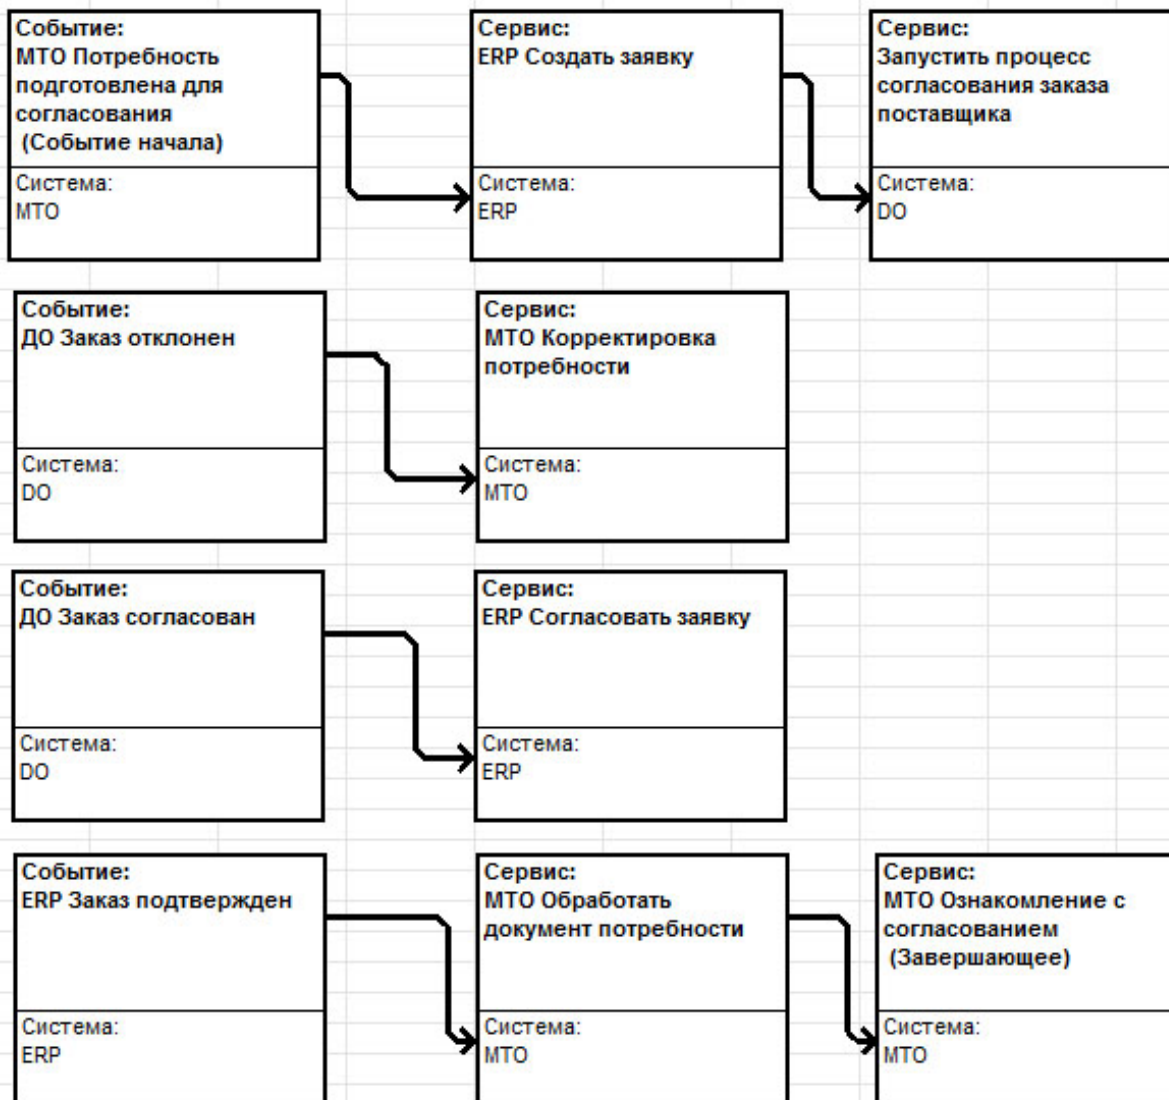 Событие:
МТО Потребность
подготовлена для
согласования
(Событие начала)
Система:
МТО
Сервис:
ERP Создать заявку
Система:
ERP
Сервис:
Запустить процесс
согласования заказа
поставщика
Система:
DO
Событие:
ДО Заказ отклонен
Система:
DO
Сервис:
МТО Корректировка
потребности
Система:
МТО
Событие:
ДО Заказ согласован
Система:
DO
Сервис:
ERP Согласовать заявку
Система:
ERP
Событие:
ERP Заказ подтвержден
Система:
ERP
Сервис:
МТО Обработать
документ потребности
Система:
МТО
Сервис:
МТО Ознакомление с
согласованием
(Завершающее)
Система:
МТО